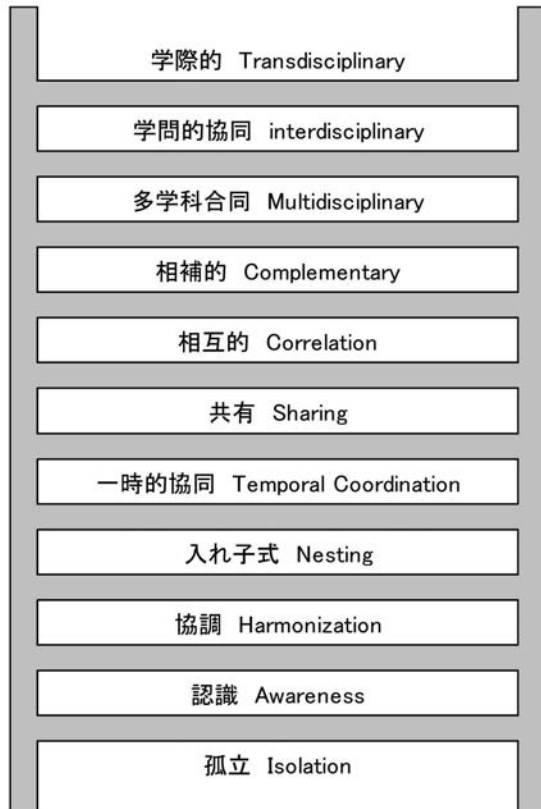 学際的 Transdisciplinary
学問的協同 interdisciplinary
多学科合同 Multidisciplinary
相補的 Complementary
相互的 Correlation
共有 Sharing
一時的協同 Temporal Coordination
入れ子式 Nesting
協調 Harmonization
認識 Awareness
孤立 Isolation